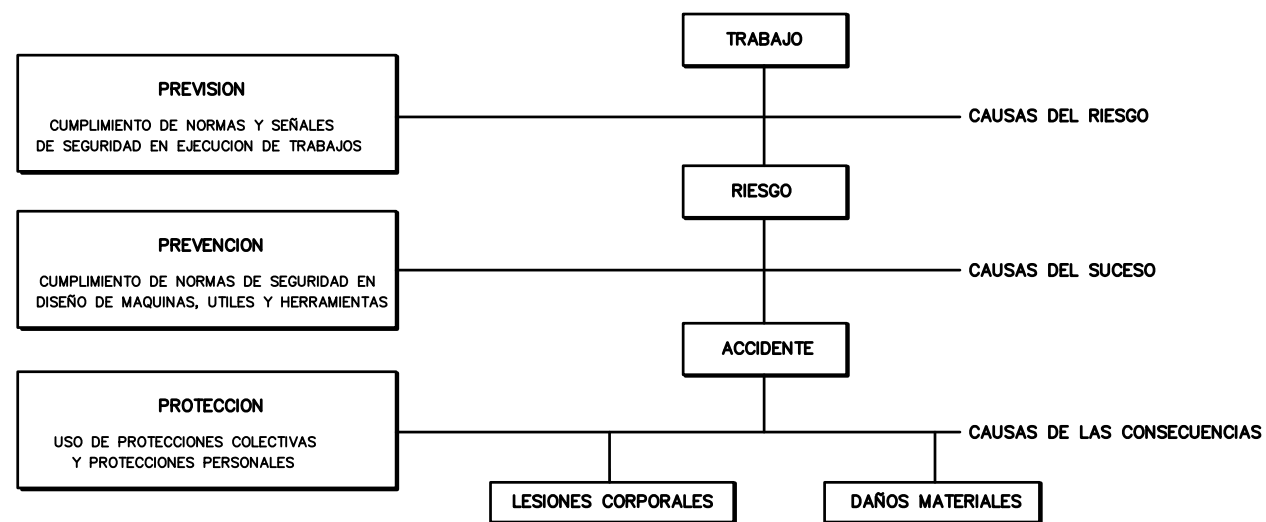 TRABAJO
PREVISION
CUMPLIMIENTO DE NORMAS Y SEÑALES
DE SEGURIDAD EN EJECUCION DE TRABAJOS
CAUSAS DEL RIESGO
RIESGO
PREVENCION
CUMPLIMIENTO DE NORMAS DE SEGURIDAD EN
DISEÑO DE MAQUINAS, UTILES Y HERRAMIENTAS
CAUSAS DEL SUCESO
ACCIDENTE
PROTECCION
USO DE PROTECCIONES COLECTIVAS
Y PROTECCIONES PERSONALES
CAUSAS DE LAS CONSECUENCIAS
LESIONES CORPORALES
DAÑOS MATERIALES